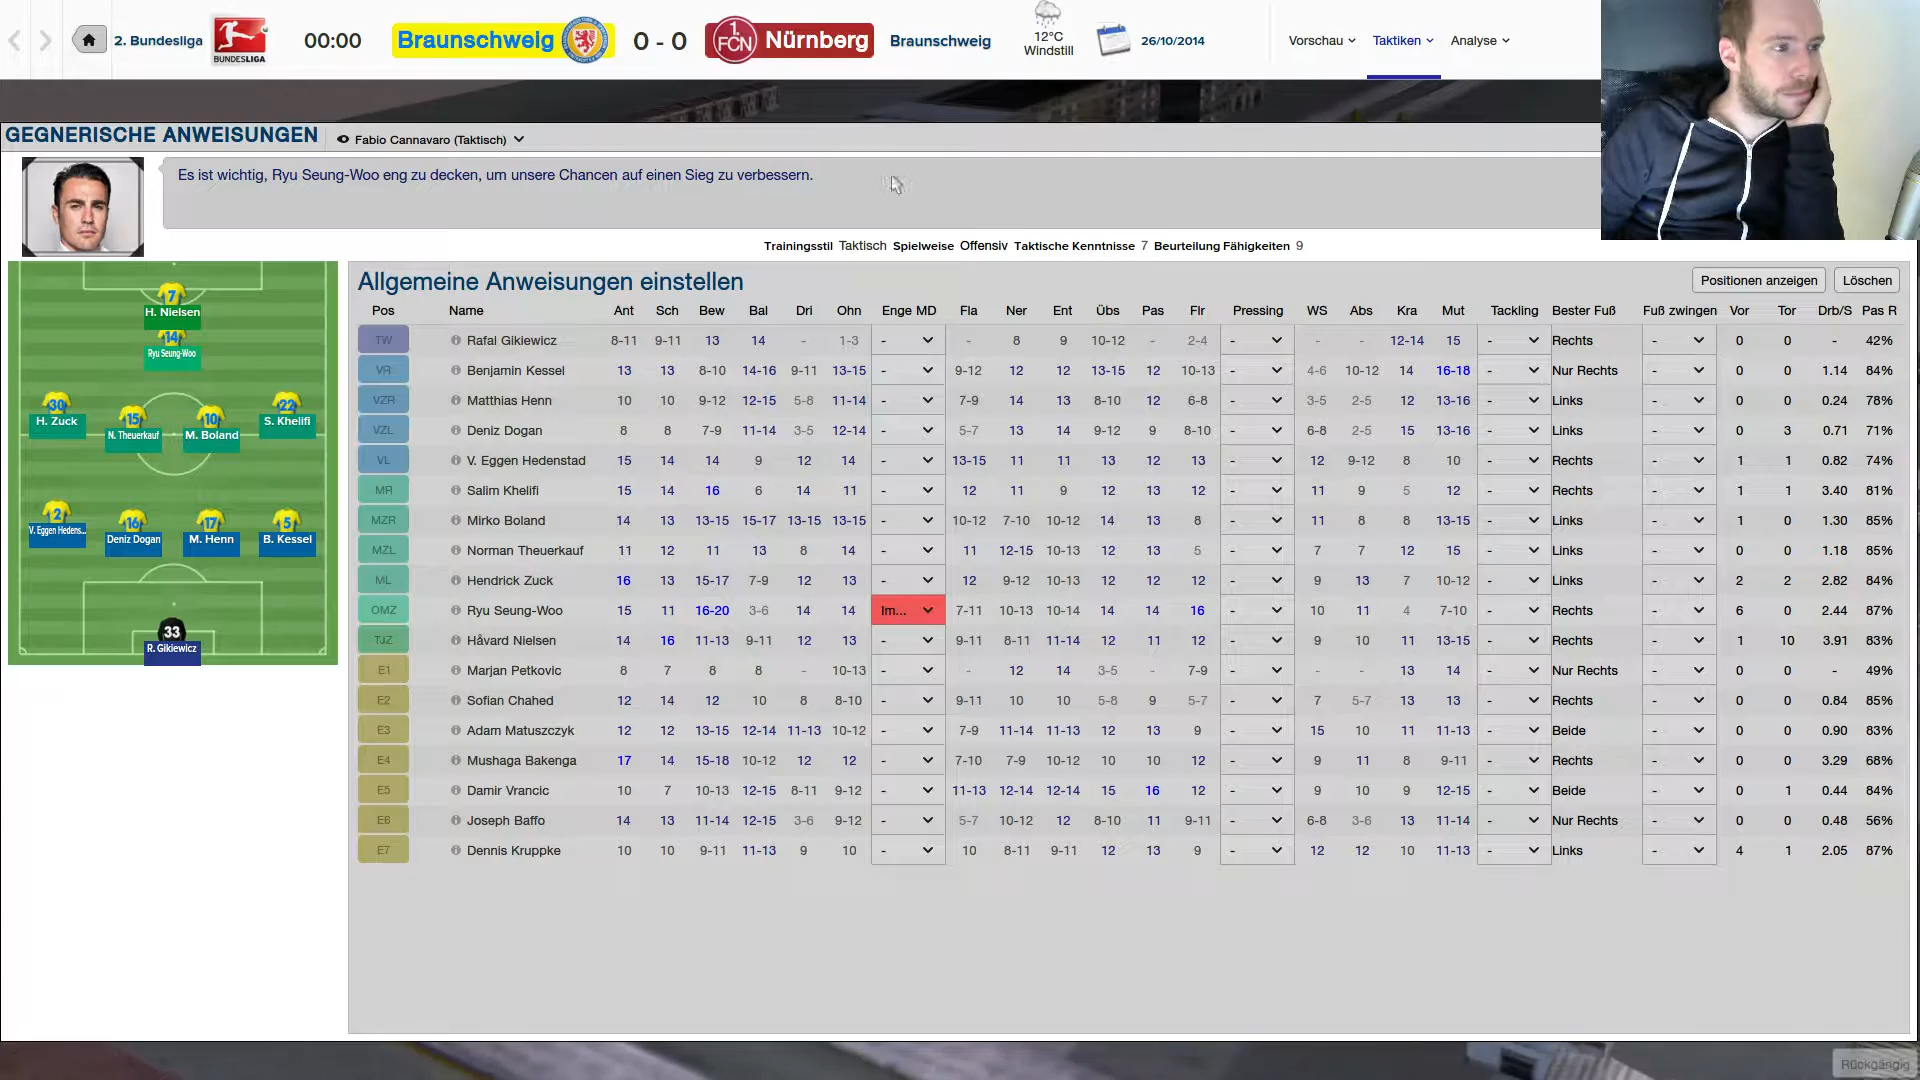 2. Bundesliga BUNDESLIGA 00:00 Braunschweig 0 - 0 1. FCN Nürnberg Braunschweig 12°C Windstill 26/10/2014 Vorschau Taktiken Analyse
GEGNERISCHE ANWEISUNGEN Fabio Cannavaro (Taktisch)
Es ist wichtig, Ryu Seung-Woo eng zu decken, um unsere Chancen auf einen Sieg zu verbessern.
Trainingsstil Taktisch Spielweise Offensiv Taktische Kenntnisse 7 Beurteilung Fähigkeiten 9
7
H. Nielsen
14
Ryu Seung-Woo
30 15 10 22
H. Zuck N. Theuerkauf M. Boland S. Khelifi
2 16 17 5
V. Eggen Hedens... Deniz Dogan M. Henn B. Kessel
33
R. Gikiewicz
Allgemeine Anweisungen einstellen Positionen anzeigen Löschen
Pos Name Ant Sch Bew Bal Dri Ohn Enge MD Fla Ner Ent Übs Pas Flr Pressing WS Abs Kra Mut Tackling Bester Fuß Fuß zwingen Vor Tor Drb/S Pas R
TW Rafal Gikiewicz 8-11 9-11 13 14 - 1-3 - - 8 9 10-12 - 2-4 - - - 12-14 15 - Rechts - 0 0 - 42%
VR Benjamin Kessel 13 13 8-10 14-16 9-11 13-15 - 9-12 12 12 13-15 12 10-13 - 4-6 10-12 14 16-18 - Nur Rechts - 0 0 1.14 84%
VZR Matthias Henn 10 10 9-12 12-15 5-8 11-14 - 7-9 14 13 8-10 12 6-8 - 3-5 2-5 12 13-16 - Links - 0 0 0.24 78%
VZL Deniz Dogan 8 8 7-9 11-14 3-5 12-14 - 5-7 13 14 9-12 9 8-10 - 6-8 2-5 15 13-16 - Links - 0 3 0.71 71%
VL V. Eggen Hedenstad 15 14 14 9 12 14 - 13-15 11 11 13 12 13 - 12 9-12 8 10 - Rechts - 1 1 0.82 74%
MR Salim Khelifi 15 14 16 6 14 11 - 12 11 9 12 13 12 - 11 9 5 12 - Rechts - 1 1 3.40 81%
MZR Mirko Boland 14 13 13-15 15-17 13-15 13-15 - 10-12 7-10 10-12 14 13 8 - 11 8 8 13-15 - Links - 1 0 1.30 85%
MZL Norman Theuerkauf 11 12 11 13 8 14 - 11 12-15 10-13 12 13 5 - 7 7 12 15 - Links - 0 0 1.18 85%
ML Hendrick Zuck 16 13 15-17 7-9 12 13 - 12 9-12 10-13 12 12 12 - 9 13 7 10-12 - Links - 2 2 2.82 84%
OMZ Ryu Seung-Woo 15 11 16-20 3-6 14 14 Im... 7-11 10-13 10-14 14 14 16 - 10 11 4 7-10 - Rechts - 6 0 2.44 87%
TJZ Håvard Nielsen 14 16 11-13 9-11 12 13 - 9-11 8-11 11-14 12 11 12 - 9 10 11 13-15 - Rechts - 1 10 3.91 83%
E1 Marjan Petkovic 8 7 8 8 - 10-13 - - 12 14 3-5 - 7-9 - - - 13 14 - Nur Rechts - 0 0 - 49%
E2 Sofian Chahed 12 14 12 10 8 8-10 - 9-11 10 10 5-8 9 5-7 - 7 5-7 13 13 - Rechts - 0 0 0.84 85%
E3 Adam Matuszczyk 12 12 13-15 12-14 11-13 10-12 - 7-9 11-14 11-13 12 13 9 - 15 10 11 11-13 - Beide - 0 0 0.90 83%
E4 Mushaga Bakenga 17 14 15-18 10-12 12 12 - 7-10 7-9 10-12 10 10 12 - 9 11 8 9-11 - Rechts - 0 0 3.29 68%
E5 Damir Vrancic 10 7 10-13 12-15 8-11 9-12 - 11-13 12-14 12-14 15 16 12 - 9 10 9 12-15 - Beide - 0 1 0.44 84%
E6 Joseph Baffo 14 13 11-14 12-15 3-6 9-12 - 5-7 10-12 12 8-10 11 9-11 - 6-8 3-6 13 11-14 - Nur Rechts - 0 0 0.48 56%
E7 Dennis Kruppke 10 10 9-11 11-13 9 10 - 10 8-11 9-11 12 13 9 - 12 12 10 11-13 - Links - 4 1 2.05 87%
Rückgängig